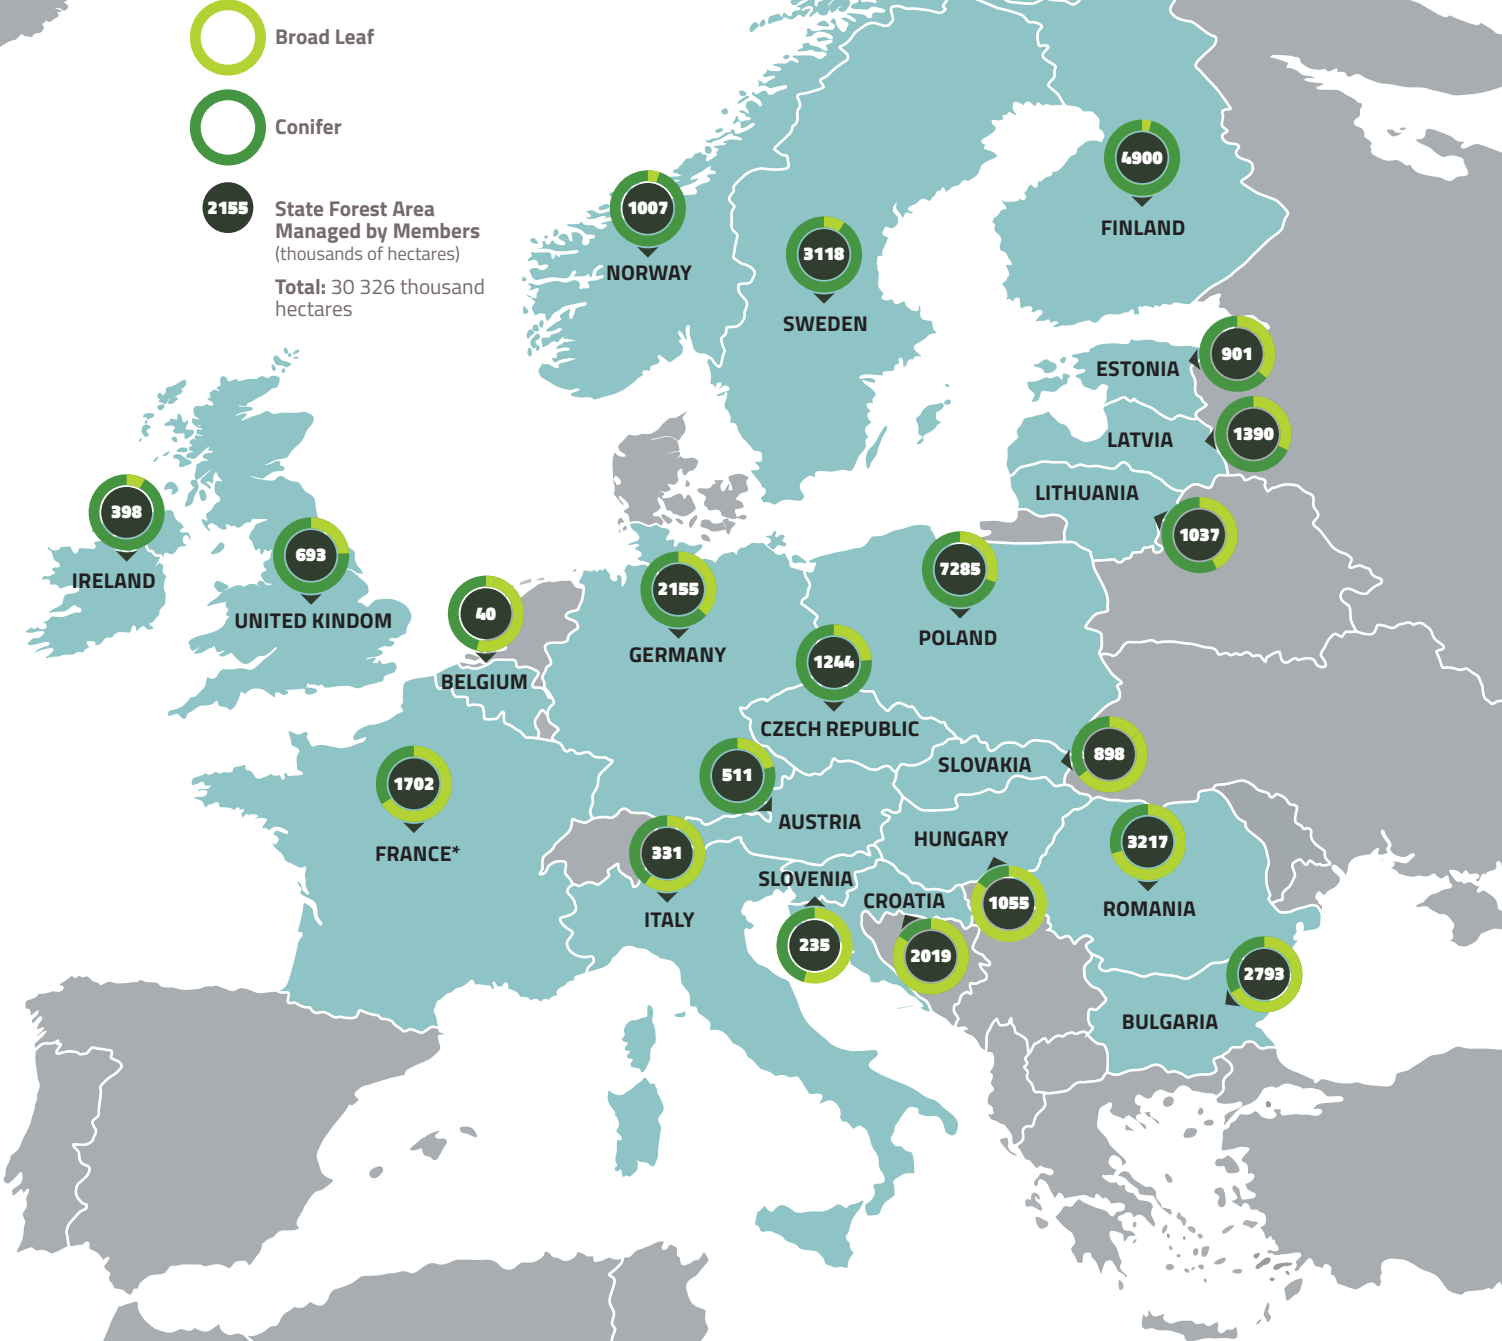 Broad Leaf
Conifer
2155
State Forest Area
Managed by Members
(thousands of hectares)
Total: 30 326 thousand
hectares
4900
FINLAND
1007
NORWAY
3118
SWEDEN
901
ESTONIA
1390
LATVIA
LITHUANIA
1037
398
IRELAND
693
UNITED KINDOM
40
BELGIUM
2155
GERMANY
7285
POLAND
1244
CZECH REPUBLIC
898
SLOVAKIA
511
AUSTRIA
1702
FRANCE*
331
ITALY
HUNGARY
1055
3217
ROMANIA
SLOVENIA
235
CROATIA
2019
2793
BULGARIA